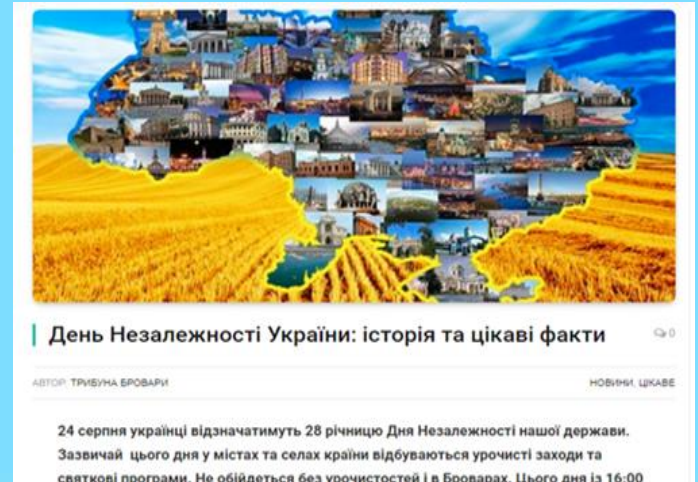 День Незалежності України: історія та цікаві факти
0
АВТОР: ТРИБУНА БРОВАРИ
НОВИНИ, ЦІКАВЕ
24 серпня українці відзначатимуть 28 річницю Дня Незалежності нашої держави.
Зазвичай цього дня у містах та селах країни відбуваються урочисті заходи та
святкові програми. Не обійдеться без урочистостей і в Броварах. Цього дня із 16:00